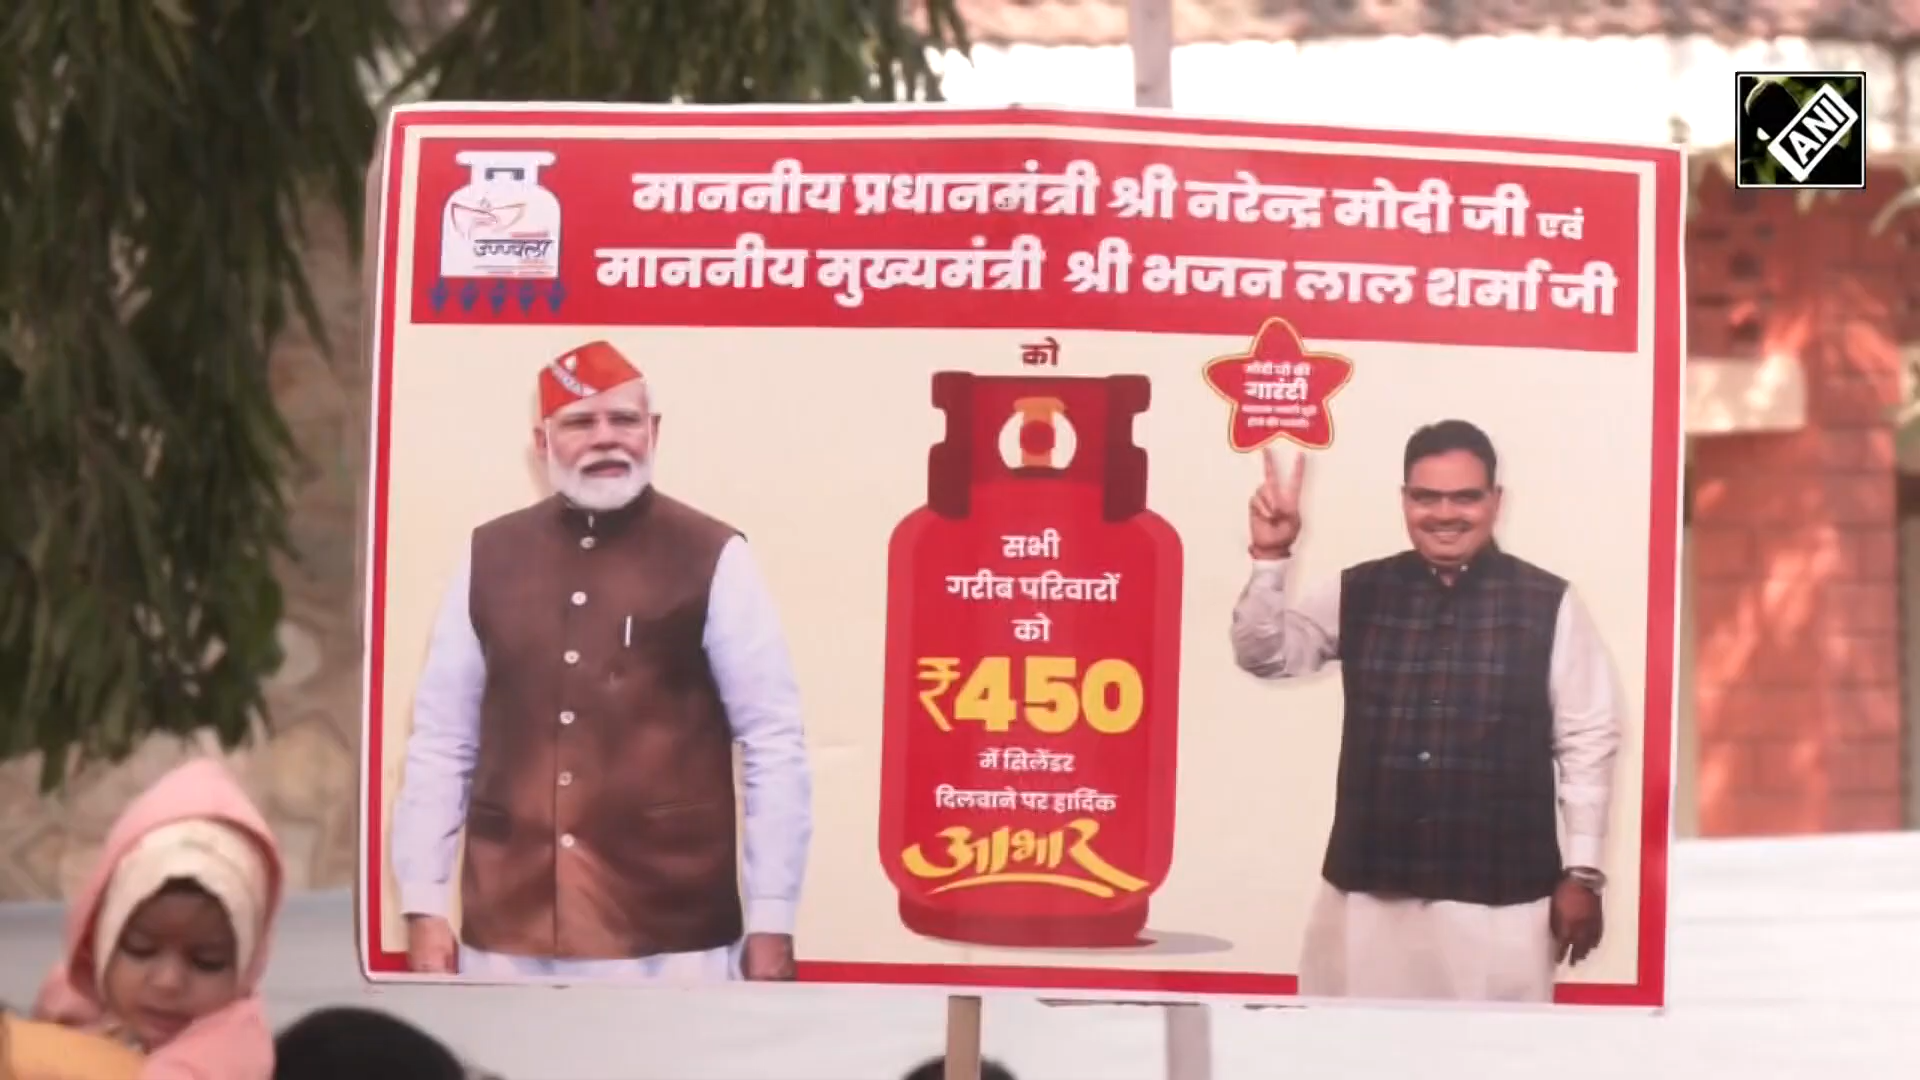 ANI
माननीय प्रधानमंत्री श्री नरेन्द्र मोदी जी एवं
माननीय मुख्यमंत्री श्री भजन लाल शर्मा जी
उज्ज्वला
को
गारंटी
सभी
गरीब परिवारों
को
₹450
में सिलेंडर
दिलवाने पर हार्दिक
आभार